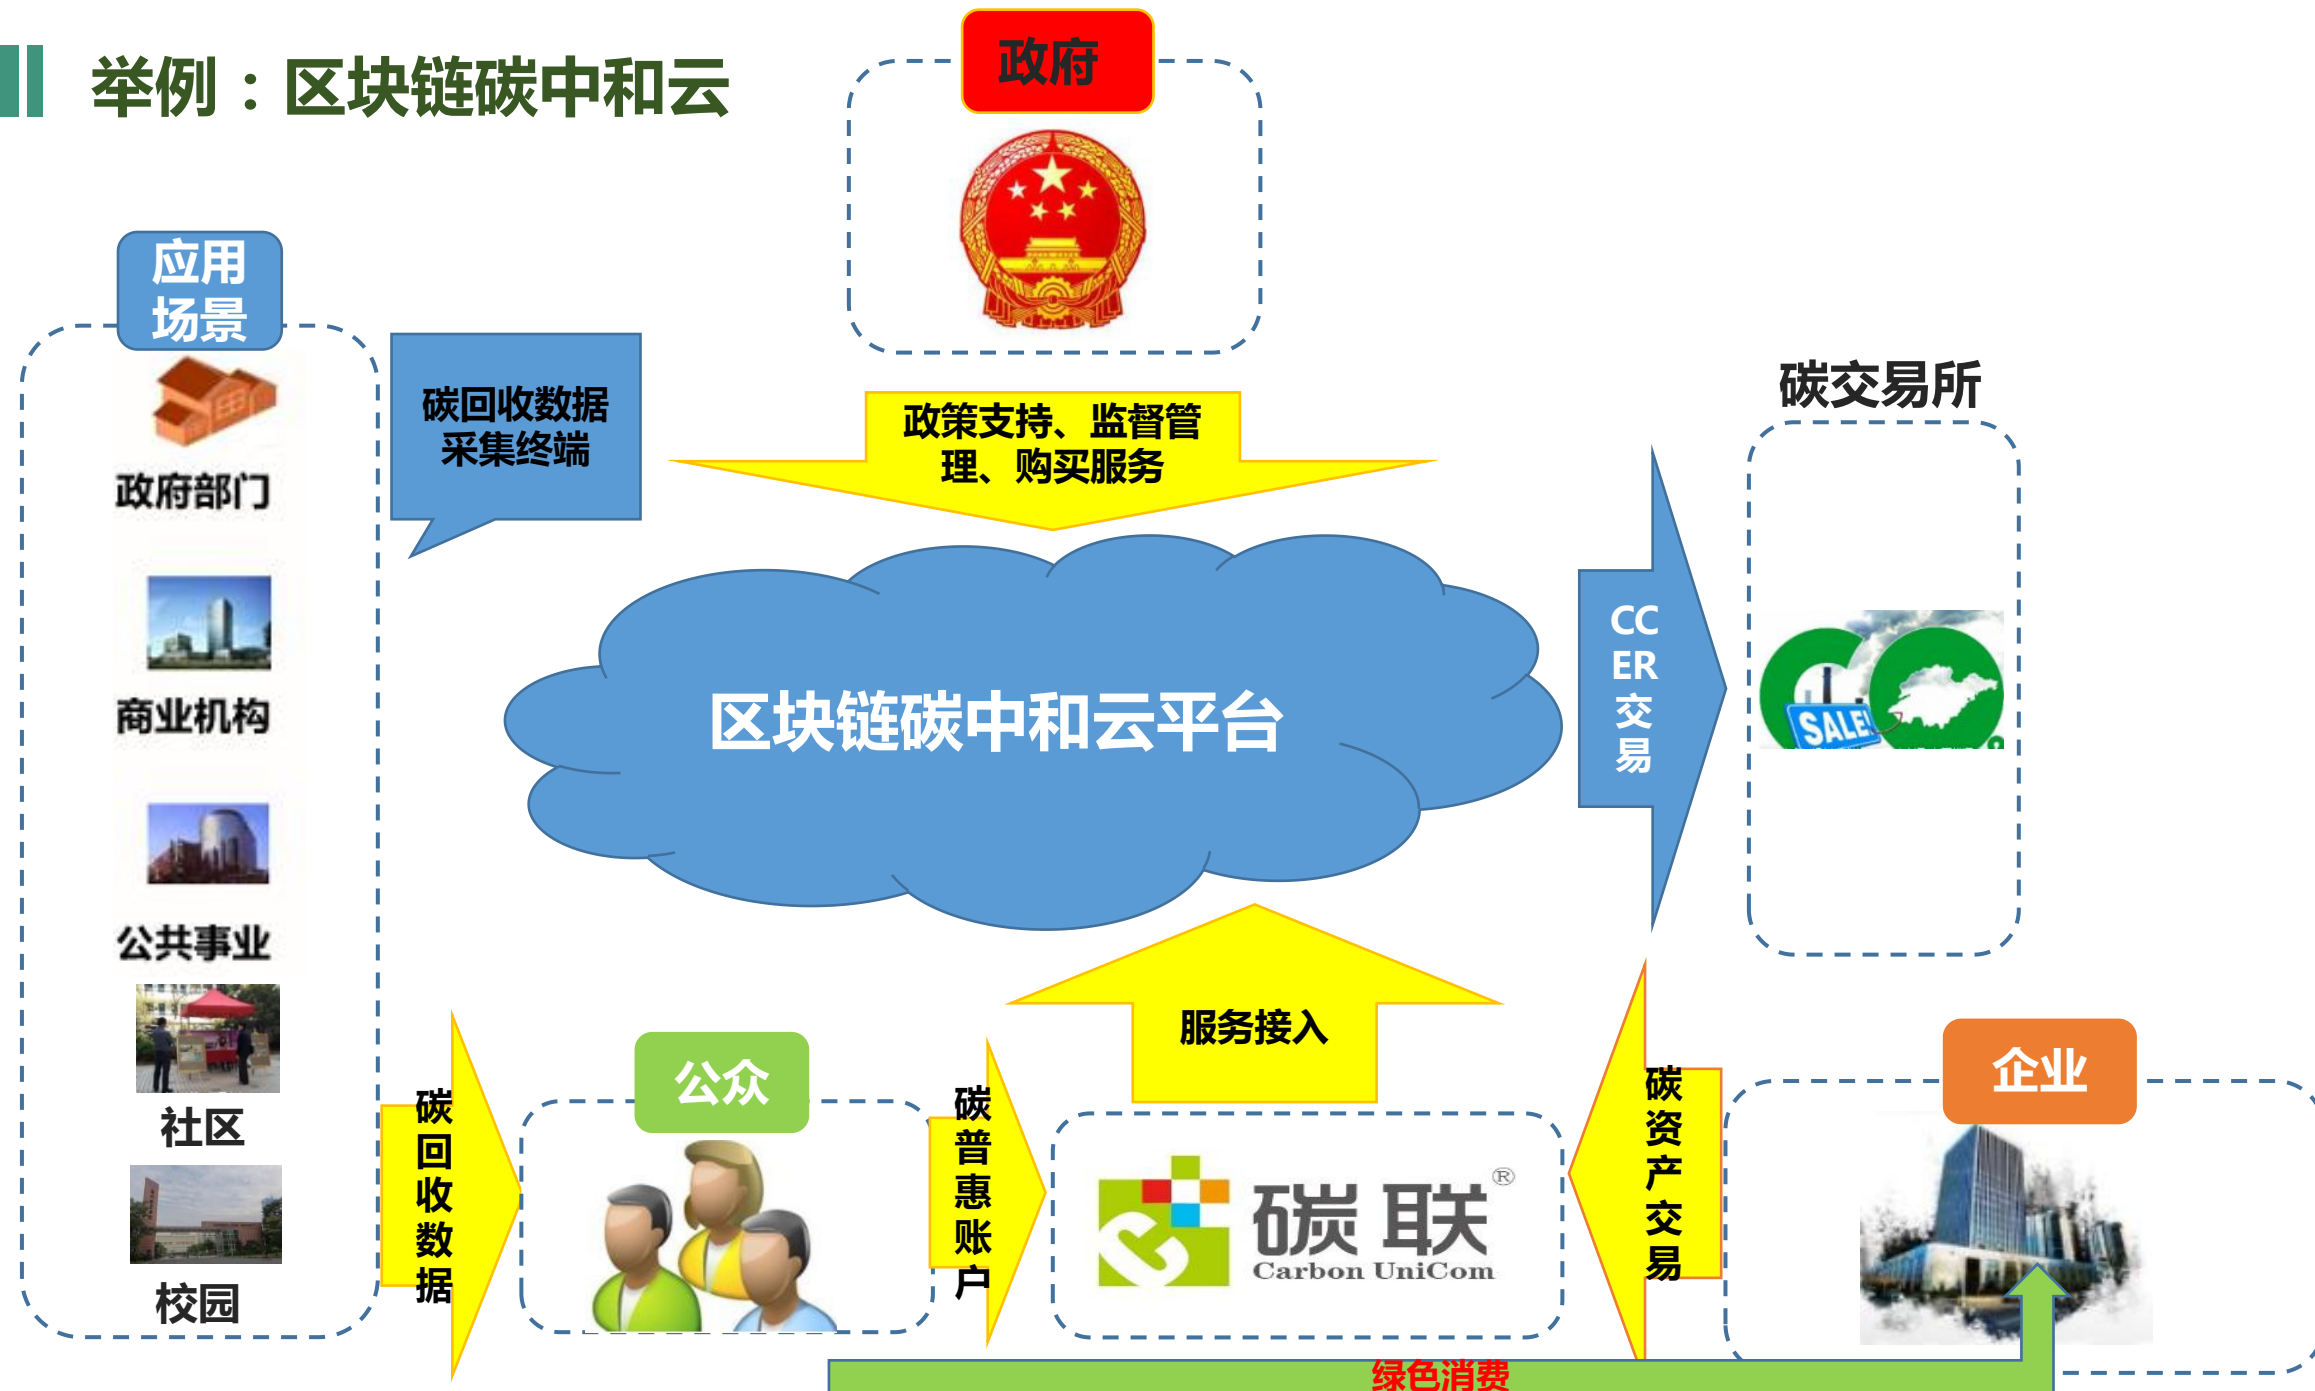 举例：区块链碳中和云
政府
应用
场景
政府部门
商业机构
公共事业
社区
校园
碳回收数据
采集终端
政策支持、监督管
理、购买服务
区块链碳中和云平台
CC
ER
交
易
碳交易所
SALE!
碳
回
收
数
据
公众
碳
普
惠
账
户
服务接入
碳联®
Carbon UniCom
碳
资
产
交
易
企业
绿色消费